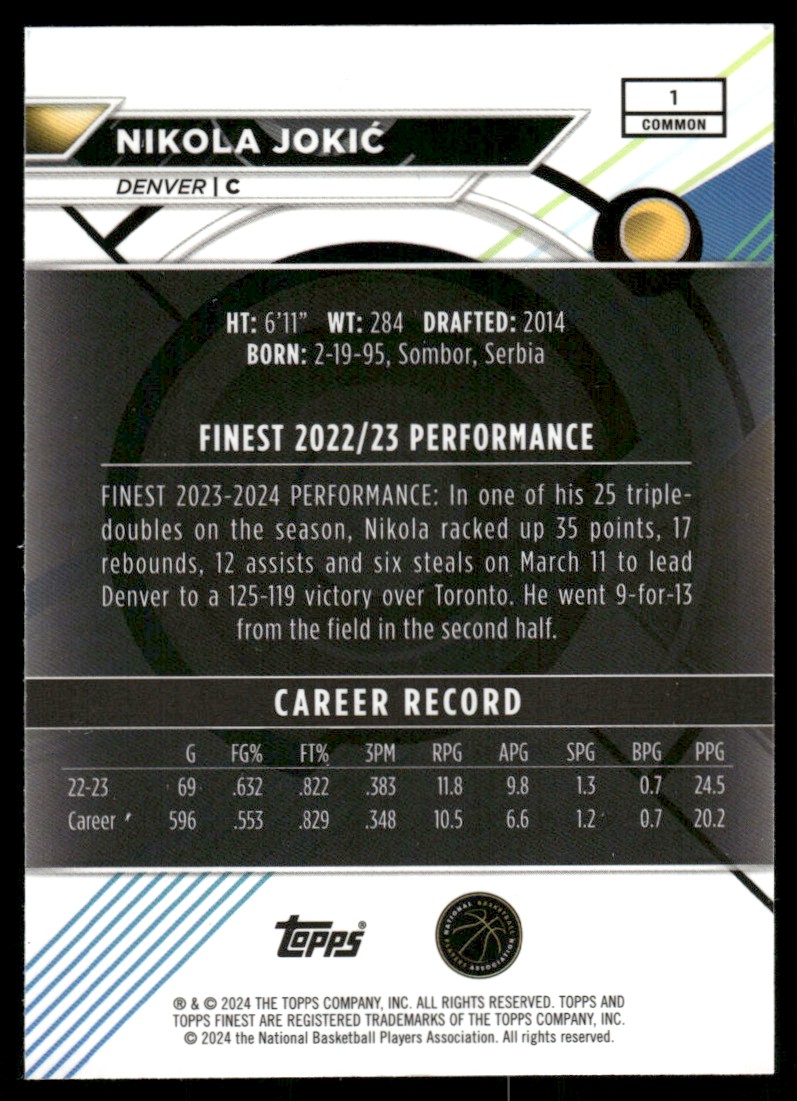 1
COMMON
NIKOLA JOKIĆ
DENVER | C
HT: 6'11" WT: 284 DRAFTED: 2014
BORN: 2-19-95, Sombor, Serbia
FINEST 2022/23 PERFORMANCE
FINEST 2023-2024 PERFORMANCE: In one of his 25 triple-
doubles on the season, Nikola racked up 35 points, 17
rebounds, 12 assists and six steals on March 11 to lead
Denver to a 125-119 victory over Toronto. He went 9-for-13
from the field in the second half.
CAREER RECORD
G FG% FT% 3PM RPG APG SPG BPG PPG
22-23 69 .632 .822 .383 11.8 9.8 1.3 0.7 24.5
Career 596 .553 .829 .348 10.5 6.6 1.2 0.7 20.2
topps®
NATIONAL BASKETBALL
PLAYERS ASSOCIATION
® & © 2024 THE TOPPS COMPANY, INC. ALL RIGHTS RESERVED. TOPPS AND
TOPPS FINEST ARE REGISTERED TRADEMARKS OF THE TOPPS COMPANY, INC.
© 2024 the National Basketball Players Association. All rights reserved.